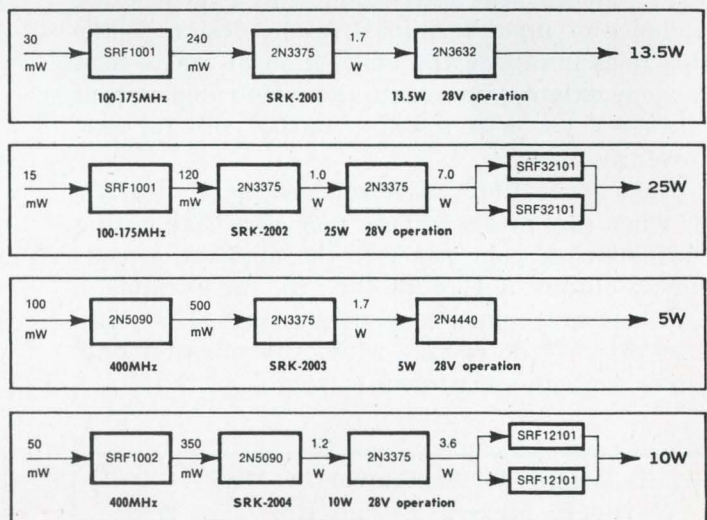 30 240 1.7
SRF1001 2N3375 2N3632 13.5W
mW mW W
100-175MHz SRK-2001 13.5W 28V operation
15 120 1.0 7.0 SRF32101
SRF1001 2N3375 2N3375 25W
mW mW W W SRF32101
100-175MHz SRK-2002 25W 28V operation
100 500 1.7
2N5090 2N3375 2N4440 5W
mW mW W
400MHz SRK-2003 5W 28V operation
50 350 1.2 3.6 SRF12101
SRF1002 2N5090 2N3375 10W
mW mW W W SRF12101
400MHz SRK-2004 10W 28V operation